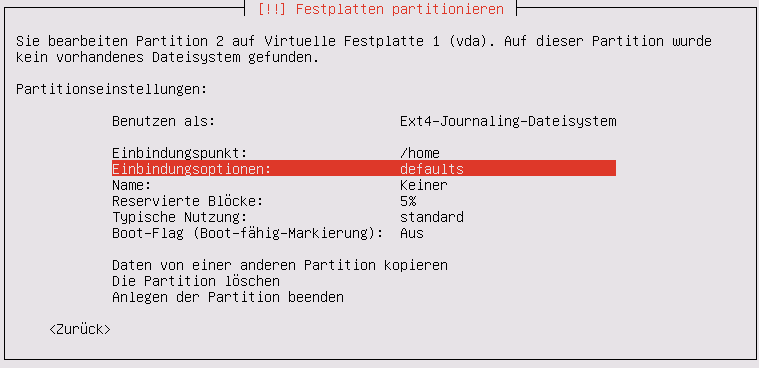 [!!] Festplatten partitionieren
Sie bearbeiten Partition 2 auf Virtuelle Festplatte 1 (vda). Auf dieser Partition wurde
kein vorhandenes Dateisystem gefunden.
Partitionseinstellungen:
Benutzen als: Ext4-Journaling-Dateisystem
Einbindungspunkt: /home
Einbindungsoptionen: defaults
Name: Keiner
Reservierte Blöcke: 5%
Typische Nutzung: standard
Boot-Flag (Boot-fähig-Markierung): Aus
Daten von einer anderen Partition kopieren
Die Partition löschen
Anlegen der Partition beenden
<Zurück>